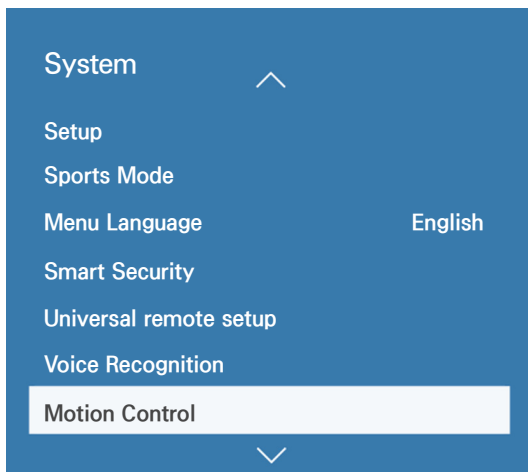 System
Setup
Sports Mode
Menu Language English
Smart Security
Universal remote setup
Voice Recognition
Motion Control